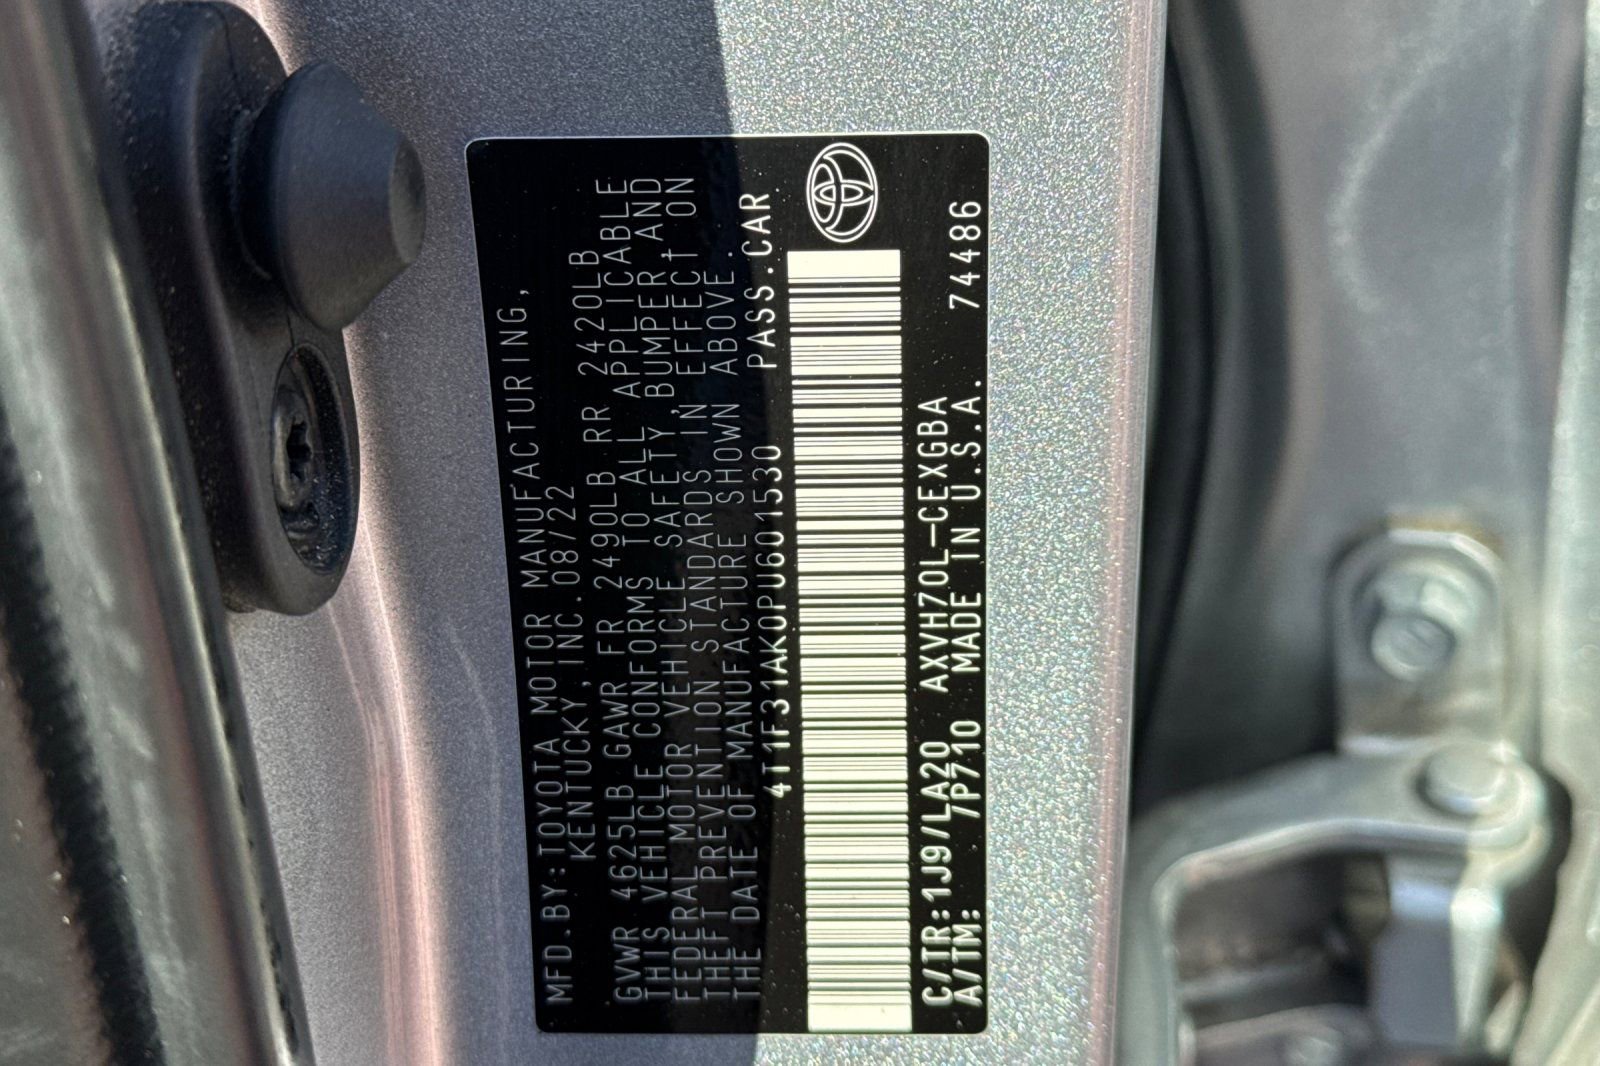 MFD.BY:TOYOTA MOTOR MANUFACTURING,
KENTUCKY,INC.08/22
GVWR 4625LB GAWR FR 2490LB RR 2420LB
THIS VEHICLE CONFORMS TO ALL APPLICABLE
FEDERAL MOTOR VEHICLE SAFETY,BUMPER,AND
THEFT PREVENTION STANDARDS IN EFFECT ON
THE DATE OF MANUFACTURE SHOWN ABOVE.
4T1F31AK0PU601530 PASS.CAR
C/TR:1J9/LA20 AXVH70L-CEXGBA 74486
A/TM: /P710 MADE IN U.S.A.